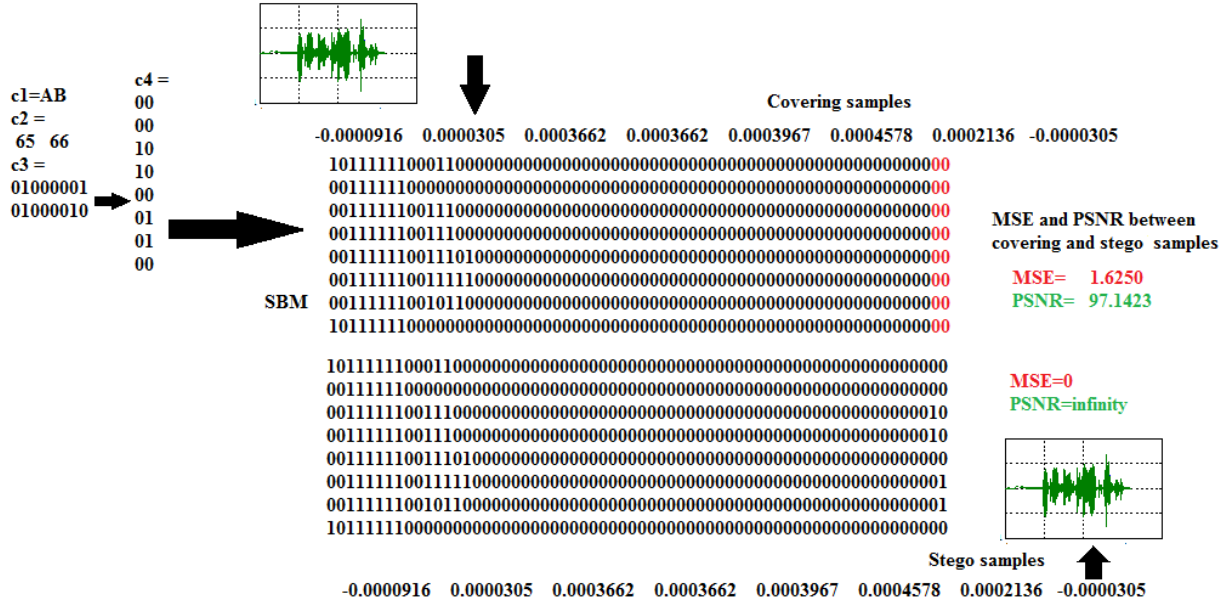 c1=AB
c2 =
65 66
c3 =
01000001
01000010
c4 =
00
00
10
10
00
01
01
00
Covering samples
-0.0000916 0.0000305 0.0003662 0.0003662 0.0003967 0.0004578 0.0002136 -0.0000305
1011111100011000000000000000000000000000000000000000000000000000
0011111100000000000000000000000000000000000000000000000000000000
0011111100111000000000000000000000000000000000000000000000000000
0011111100111000000000000000000000000000000000000000000000000000
0011111100111010000000000000000000000000000000000000000000000000
0011111100111110000000000000000000000000000000000000000000000000
SBM
0011111100101100000000000000000000000000000000000000000000000000
1011111100000000000000000000000000000000000000000000000000000000
MSE and PSNR between
covering and stego samples
MSE= 1.6250
PSNR= 97.1423
1011111100011000000000000000000000000000000000000000000000000000
0011111100000000000000000000000000000000000000000000000000000000
0011111100111000000000000000000000000000000000000000000000000010
0011111100111000000000000000000000000000000000000000000000000010
0011111100111010000000000000000000000000000000000000000000000000
0011111100111110000000000000000000000000000000000000000000000001
0011111100101100000000000000000000000000000000000000000000000001
1011111100000000000000000000000000000000000000000000000000000000
MSE=0
PSNR=infinity
Stego samples
-0.0000916 0.0000305 0.0003662 0.0003662 0.0003967 0.0004578 0.0002136 -0.0000305